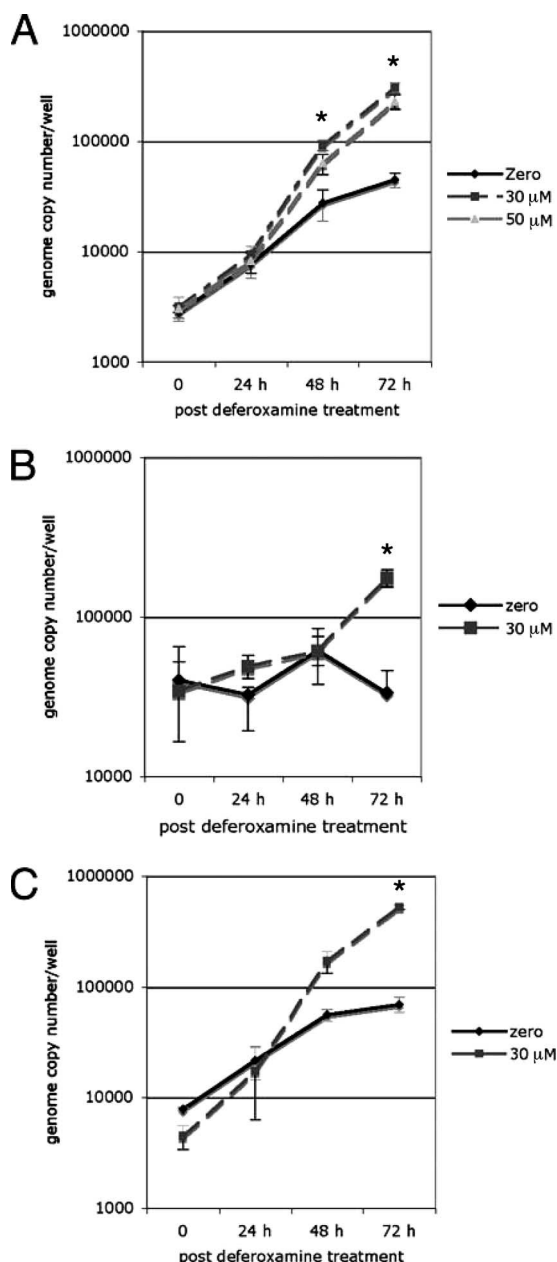 A
1000000
*
*
100000
genome copy number/well
10000
1000
0 24 h 48 h 72 h
post deferoxamine treatment
Zero
30 μM
50 μM
B
1000000
*
100000
genome copy number/well
10000
0 24 h 48 h 72 h
post deferoxamine treatment
zero
30 μM
C
1000000
*
100000
genome copy number/well
10000
1000
0 24 h 48 h 72 h
post deferoxamine treatment
zero
30 μM